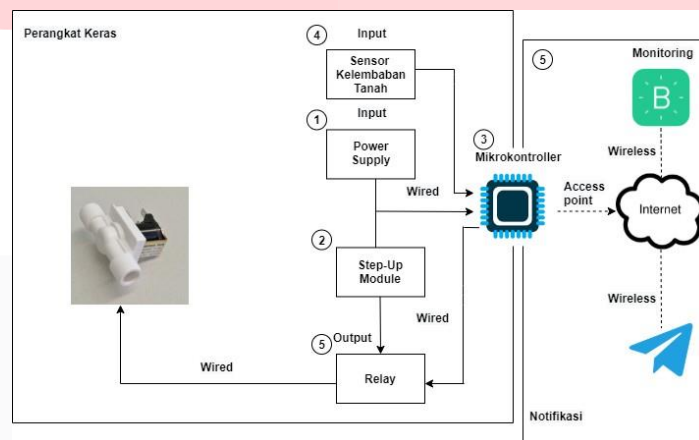 Perangkat Keras
4
Input
Sensor
Kelembaban
Tanah
Input
1
Power
Supply
Wired
3
Mikrokontroller
2
Step-Up
Module
Wired
5
Output
Relay
Wired
5
Monitoring
B
Wireless
Access
point
Internet
Wireless
Notifikasi